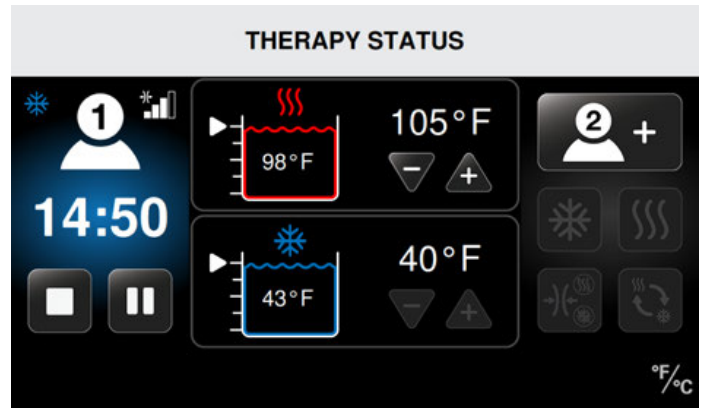 THERAPY STATUS
1
14:50
98°F
105°F
43°F
40°F
2 +
°F/°C